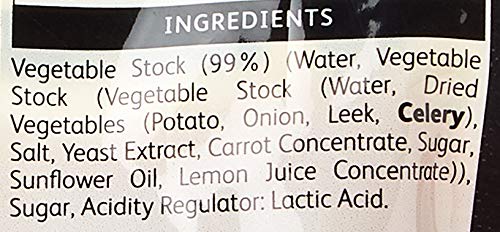 INGREDIENTS
Vegetable Stock (99%) (Water, Vegetable
Stock (Vegetable Stock (Water, Dried
Vegetables (Potato, Onion, Leek, Celery),
Salt, Yeast Extract, Carrot Concentrate, Sugar,
Sunflower Oil, Lemon Juice Concentrate)),
Sugar, Acidity Regulator: Lactic Acid.